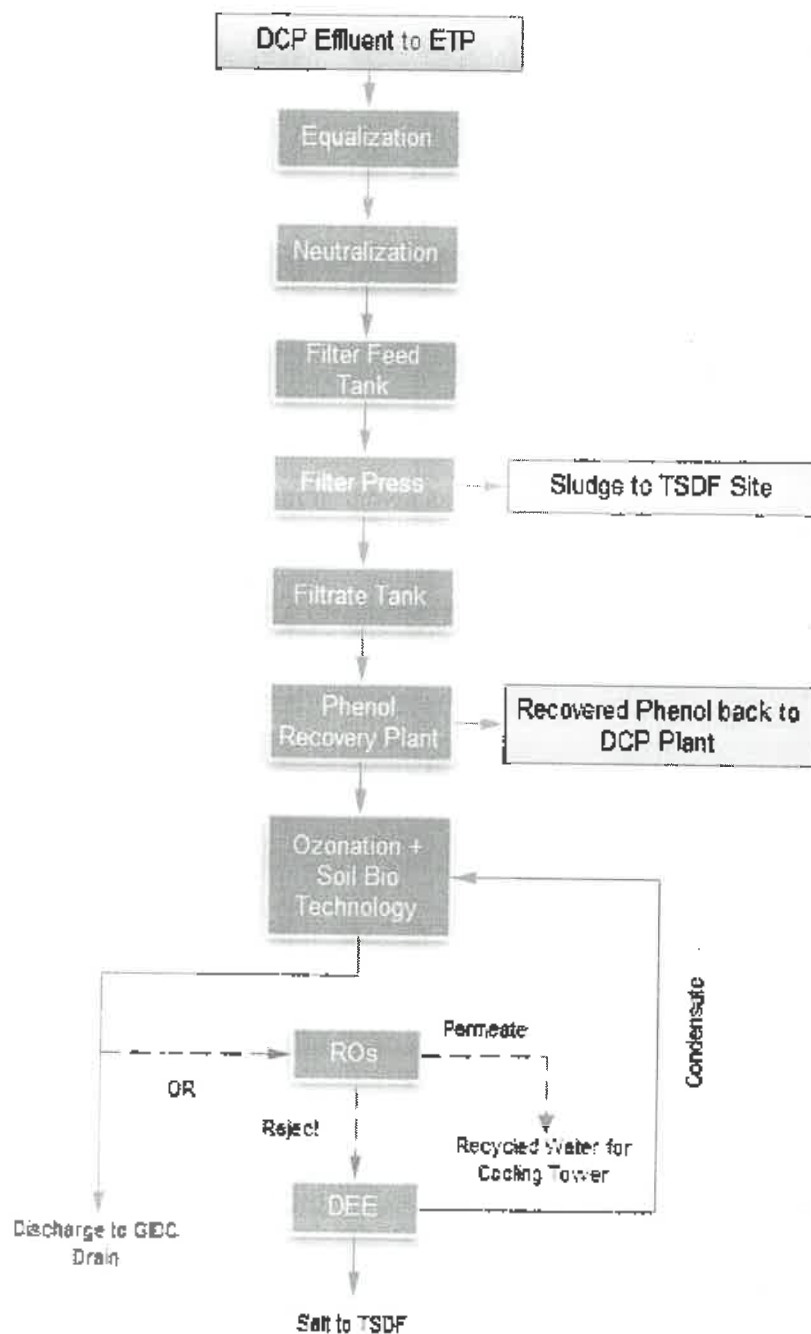 DCP Effluent to ETP
Equalization
Neutralization
Filter Feed
Tank
Filter Press
Sludge to TSDF Site
Filtrate Tank
Phenol
Recovery Plant
Recovered Phenol back to
DCP Plant
Ozonation +
Soil Bio
Technology
Condensate
Permeate
ROs
OR
Reject
Recycled Water for
Cooling Tower
DEE
Discharge to GIDC
Drain
Salt to TSDF